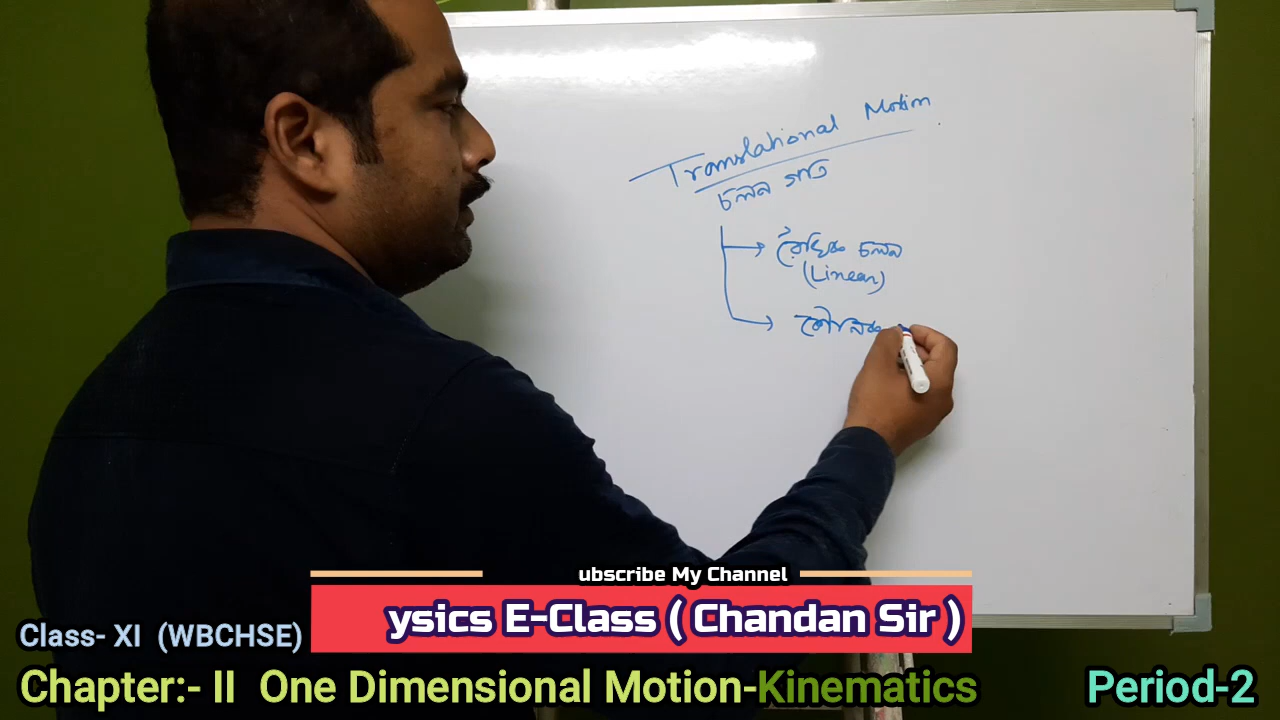 Translational Motion
চলন গতি
রৈখিক চলন
(Linear)
কৌনিক
ubscribe My Channel
ysics E-Class ( Chandan Sir )
Class- XI (WBCHSE)
Chapter:- II One Dimensional Motion-Kinematics
Period-2